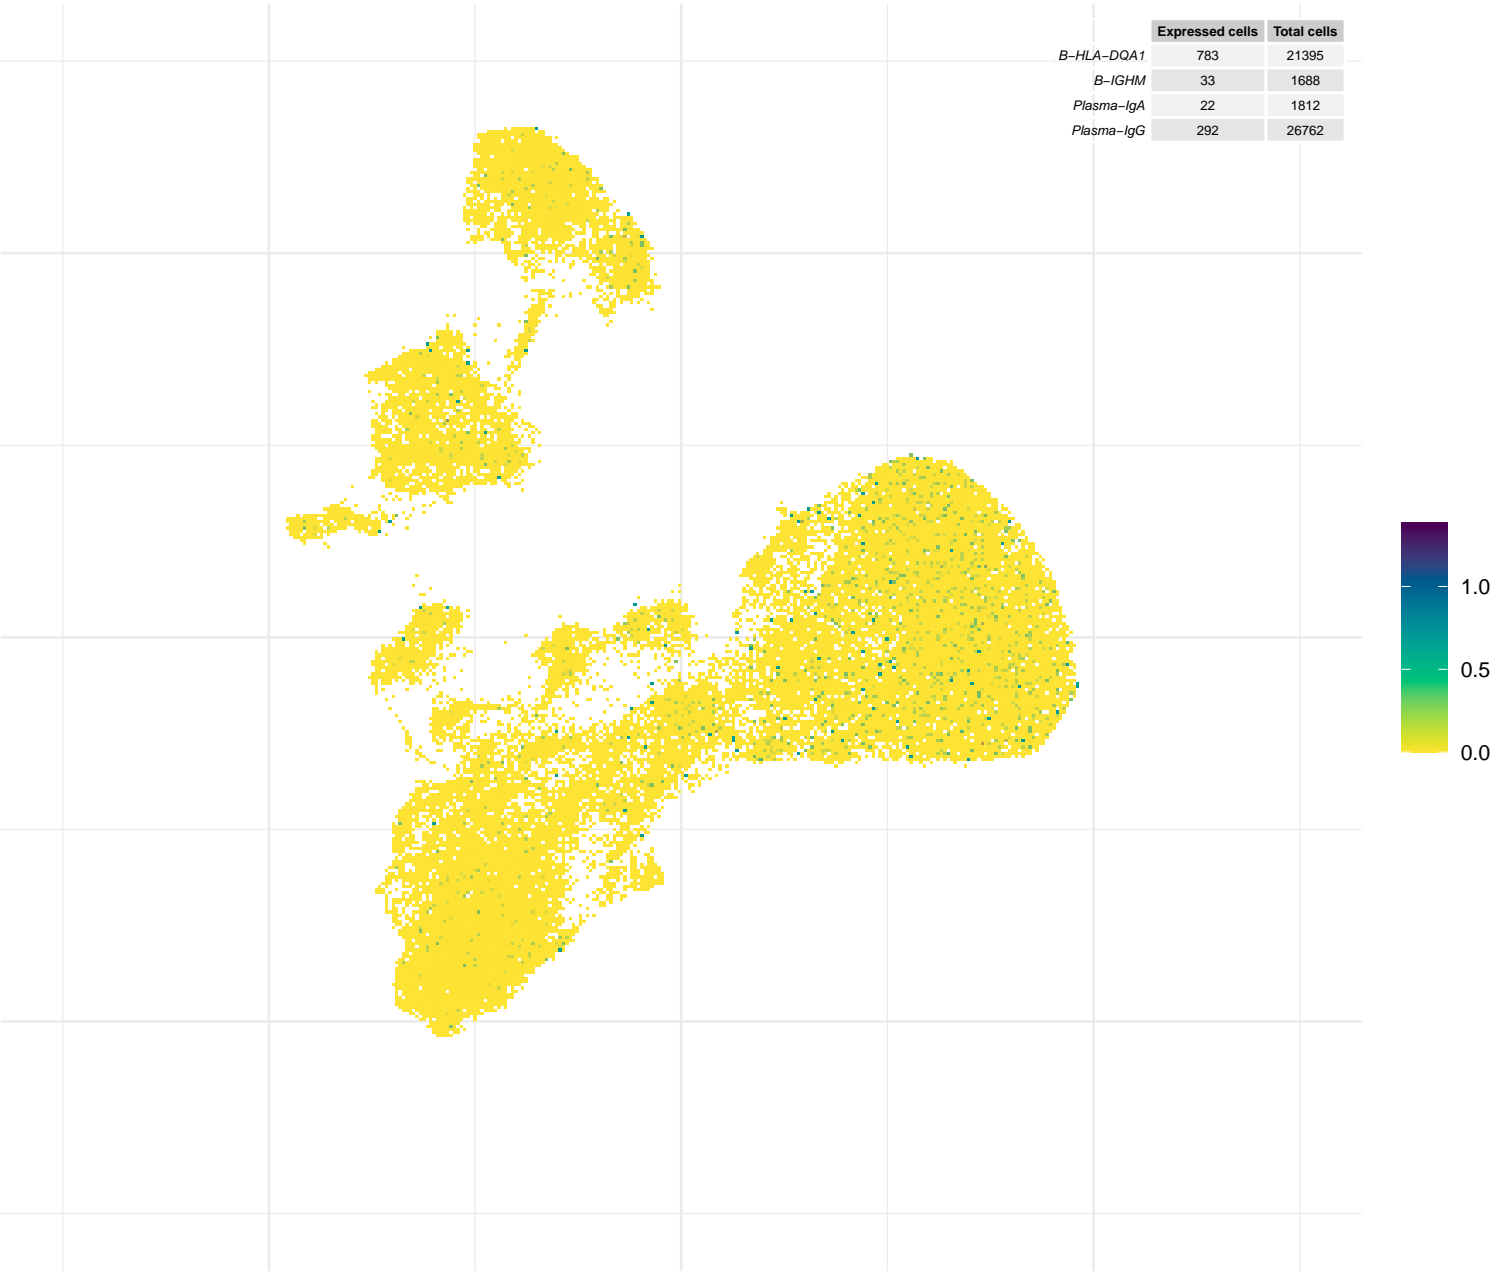 Expressed cells Total cells
B−HLA−DQA1 783 21395
B−IGHM 33 1688
Plasma−IgA 22 1812
Plasma−IgG 292 26762
1.0
0.5
0.0